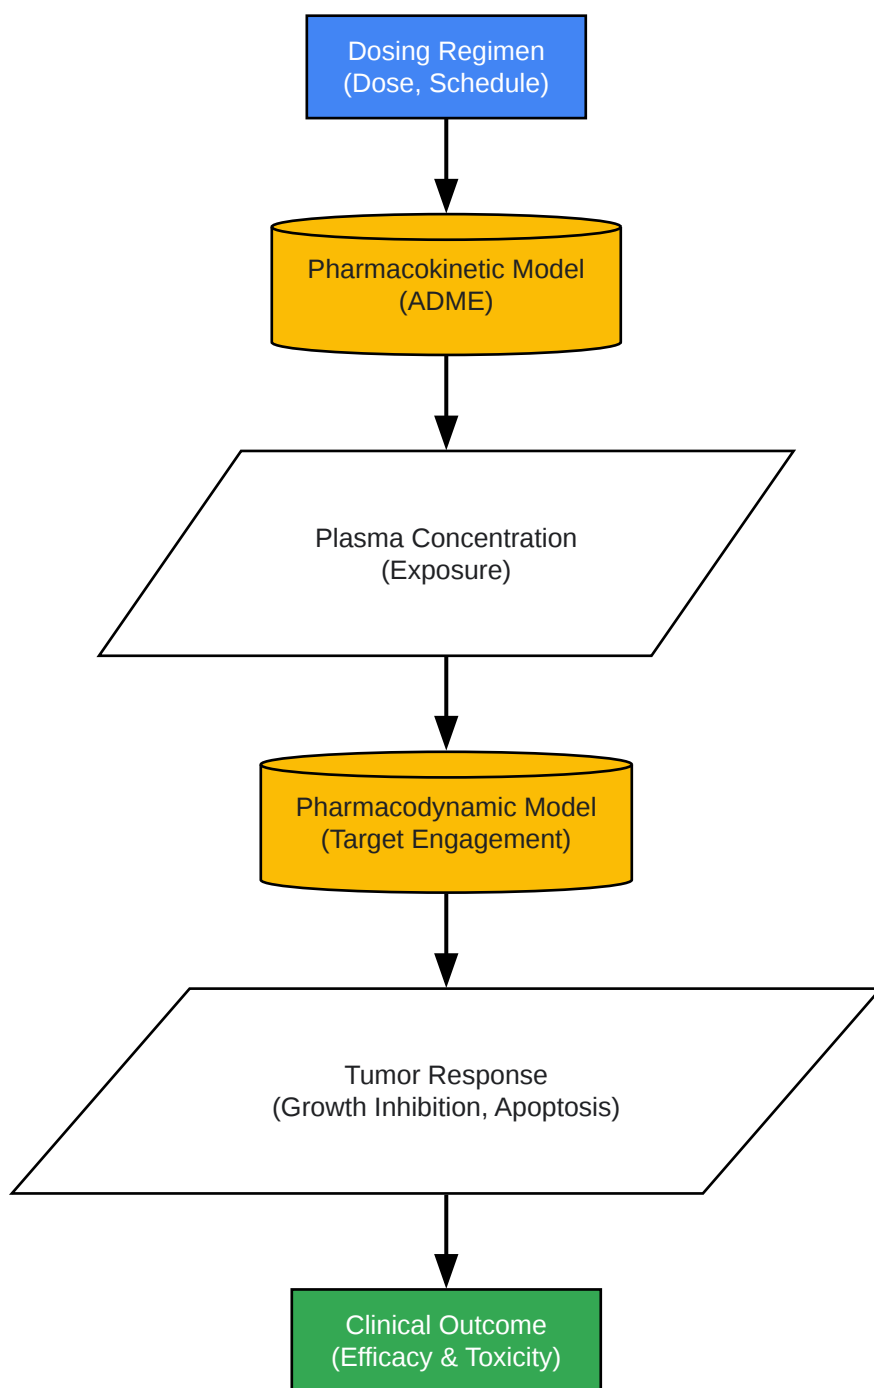 Dosing Regimen
(Dose, Schedule)
Pharmacokinetic Model
(ADME)
Plasma Concentration
(Exposure)
Pharmacodynamic Model
(Target Engagement)
Tumor Response
(Growth Inhibition, Apoptosis)
Clinical Outcome
(Efficacy & Toxicity)